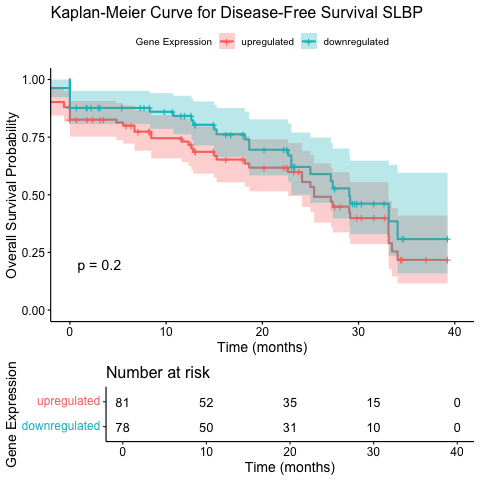 Kaplan-Meier Curve for Disease-Free Survival SLBP
Gene Expression upregulated downregulated
Overall Survival Probability
1.00
0.75
0.50
0.25
0.00
p = 0.2
0 10 20 30 40
Time (months)
Number at risk
Gene Expression
upregulated 81 52 35 15 0
downregulated 78 50 31 10 0
0 10 20 30 40
Time (months)